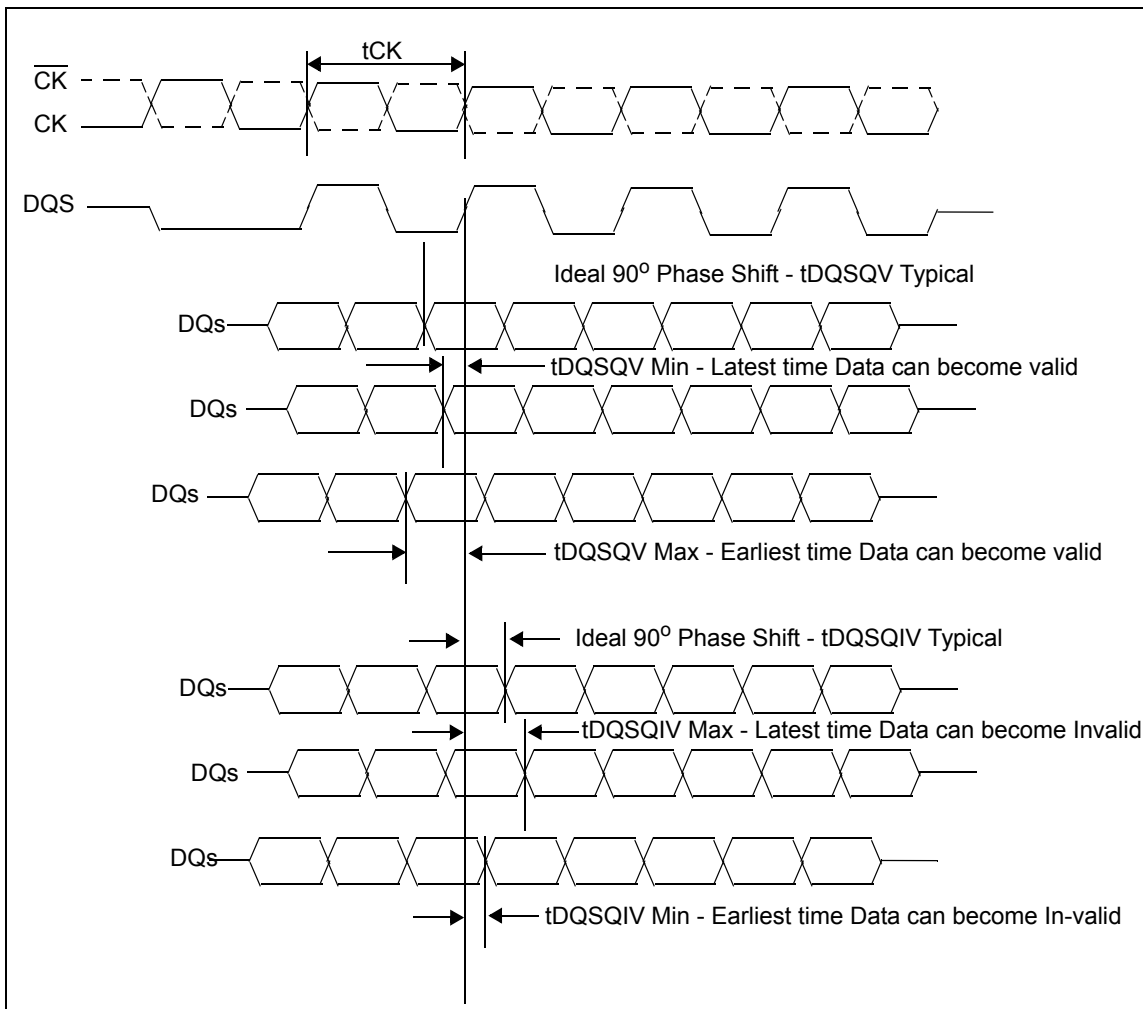 tCK
CK
CK
DQS
Ideal 90o Phase Shift - tDQSQV Typical
DQs
tDQSQV Min - Latest time Data can become valid
DQs
DQs
tDQSQV Max - Earliest time Data can become valid
Ideal 90o Phase Shift - tDQSQIV Typical
DQs
tDQSQIV Max - Latest time Data can become Invalid
DQs
DQs
tDQSQIV Min - Earliest time Data can become In-valid